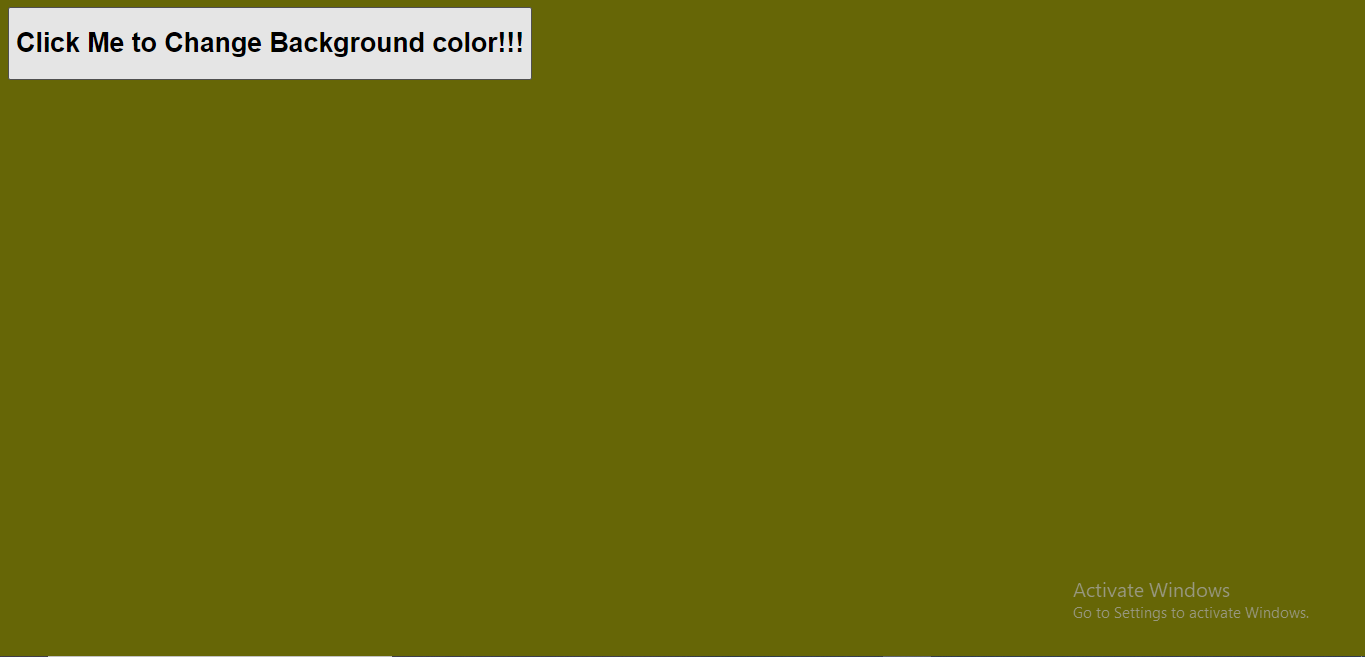 Click Me to Change Background color!!!
Activate Windows
Go to Settings to activate Windows.